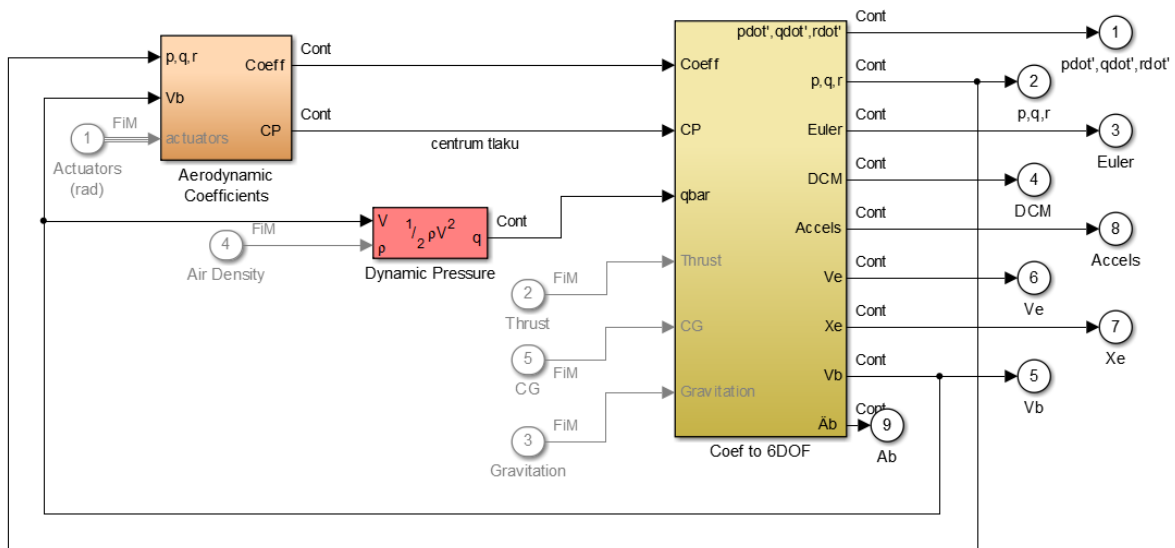 pdot',qdot',rdot'
Cont
1
pdot',qdot',rdot'
p,q,r
Coeff
Cont
Coeff
p,q,r
Cont
2
p,q,r
Vb
FiM
1
actuators
Actuators
(rad)
CP
Cont
centrum tlaku
CP
Euler
Cont
3
Euler
Aerodynamic
Coefficients
DCM
Cont
4
DCM
qbar
V
ρ
1/2 ρV²
q
Cont
Dynamic Pressure
FiM
4
Air Density
Accels
Cont
8
Accels
Thrust
FiM
2
Thrust
Ve
Cont
6
Ve
CG
5
FiM
CG
Xe
Cont
7
Xe
Gravitation
FiM
3
Gravitation
Vb
Cont
5
Vb
Äb
Cont
9
Ab
Coef to 6DOF